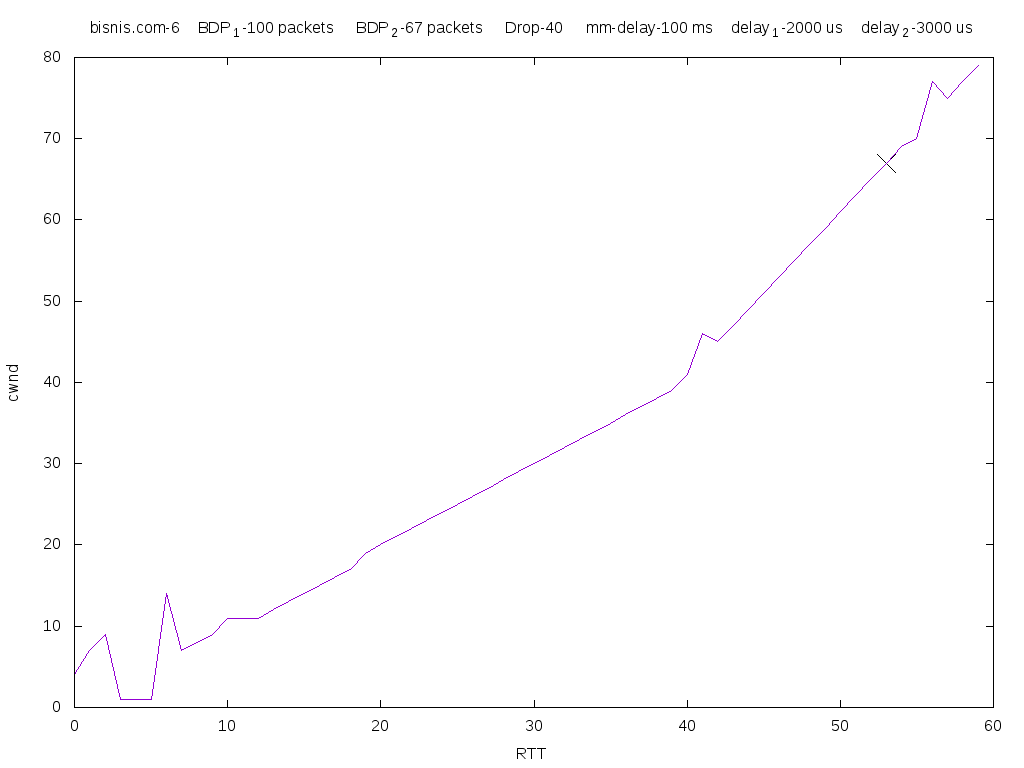 bisnis.com-6 BDP1-100 packets BDP2-67 packets Drop-40 mm-delay-100 ms delay1-2000 us delay2-3000 us
80
70
60
50
40
30
20
10
0
cwnd
0 10 20 30 40 50 60
RTT